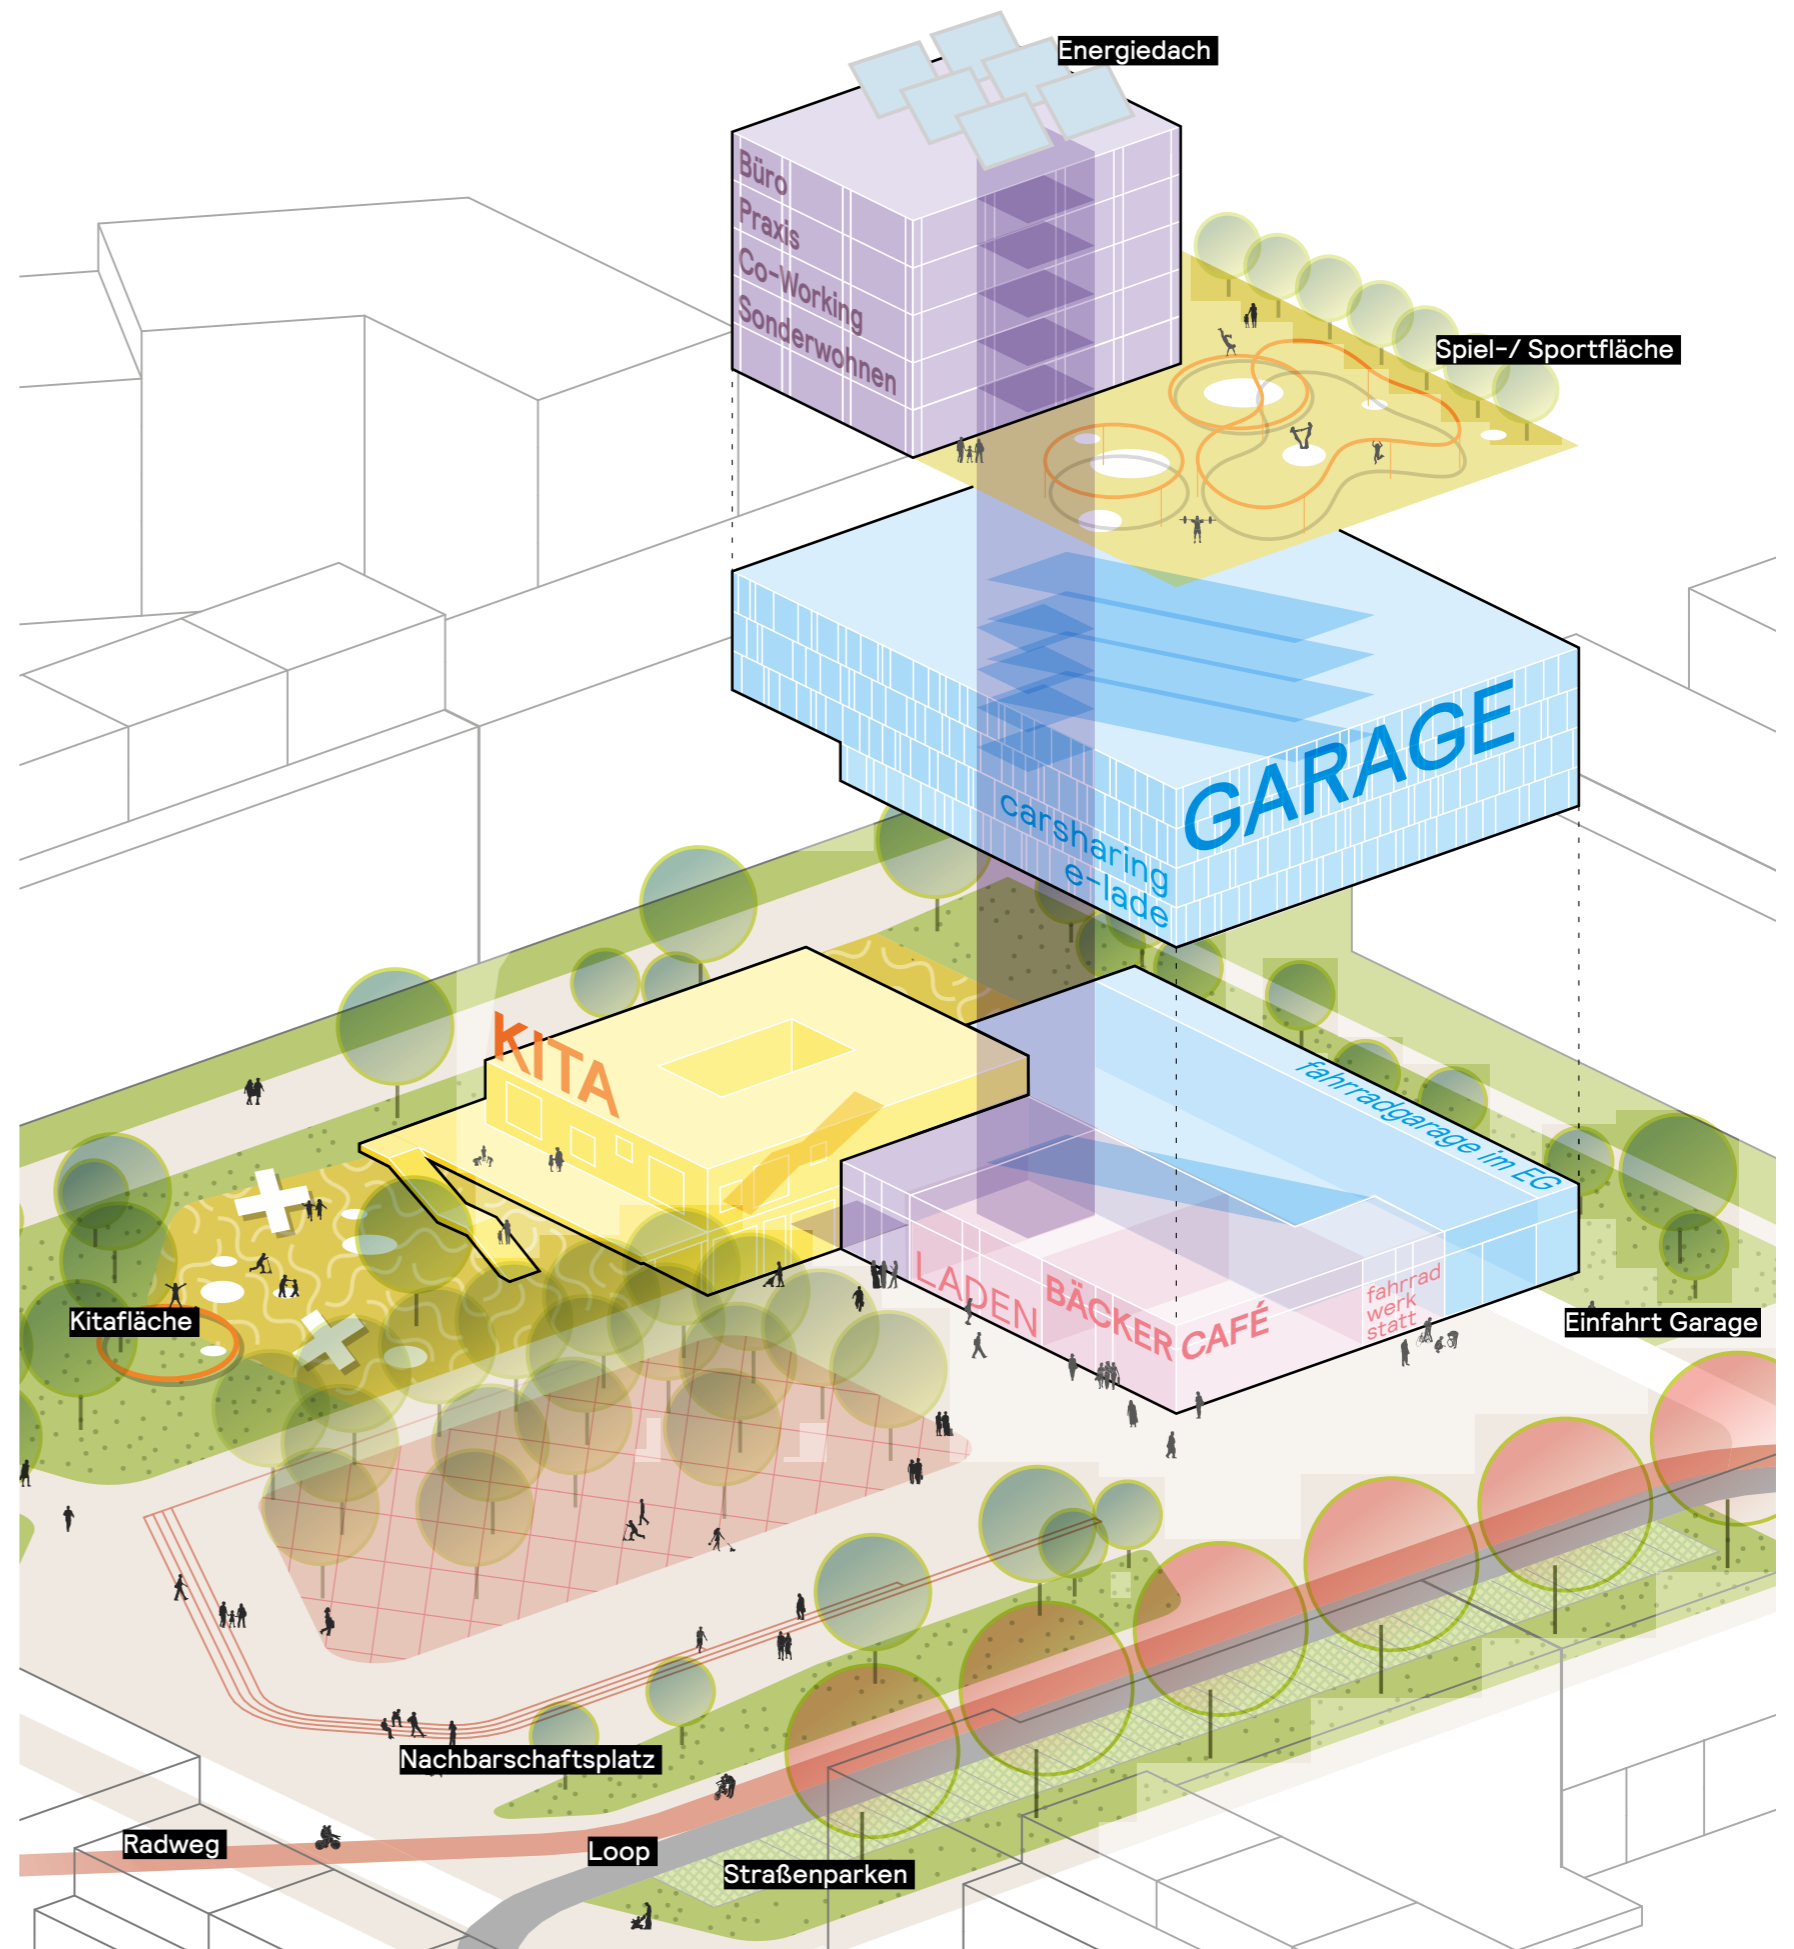 Energiedach
Büro
Praxis
Co-Working
Sonderwohnen
Spiel-/ Sportfläche
GARAGE
carsharing
e-lade
KITA
fahrradgarage im EG
LADEN
BÄCKER
CAFÉ
fahrrad
werk
statt
Kitafläche
Einfahrt Garage
Nachbarschaftsplatz
Radweg
Loop
Straßenparken